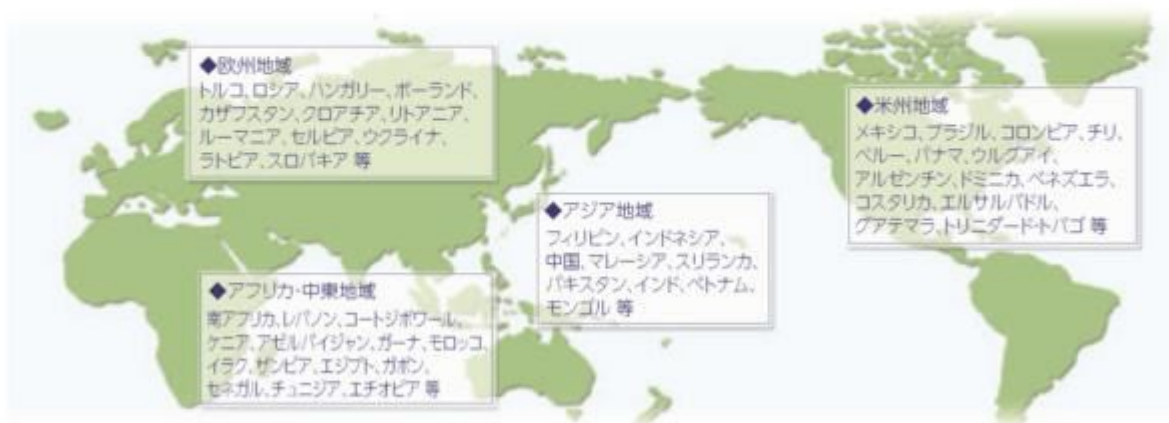 ◆欧州地域
トルコ、ロシア、ハンガリー、ポーランド、
カザフスタン、クロアチア、リトアニア、
ルーマニア、セルビア、ウクライナ、
ラトビア、スロバキア 等
◆米州地域
メキシコ、ブラジル、コロンビア、チリ、
ペルー、パナマ、ウルグアイ、
アルゼンチン、ドミニカ、ベネズエラ、
コスタリカ、エルサルバドル、
グアテマラ、トリニダード・トバゴ 等
◆アジア地域
フィリピン、インドネシア、
中国、マレーシア、スリランカ、
パキスタン、インド、ベトナム、
モンゴル 等
◆アフリカ・中東地域
南アフリカ、レバノン、コートジボワール、
ケニア、アゼルバイジャン、ガーナ、モロッコ、
イラク、ザンビア、エジプト、ガボン、
セネガル、チュニジア、エチオピア 等